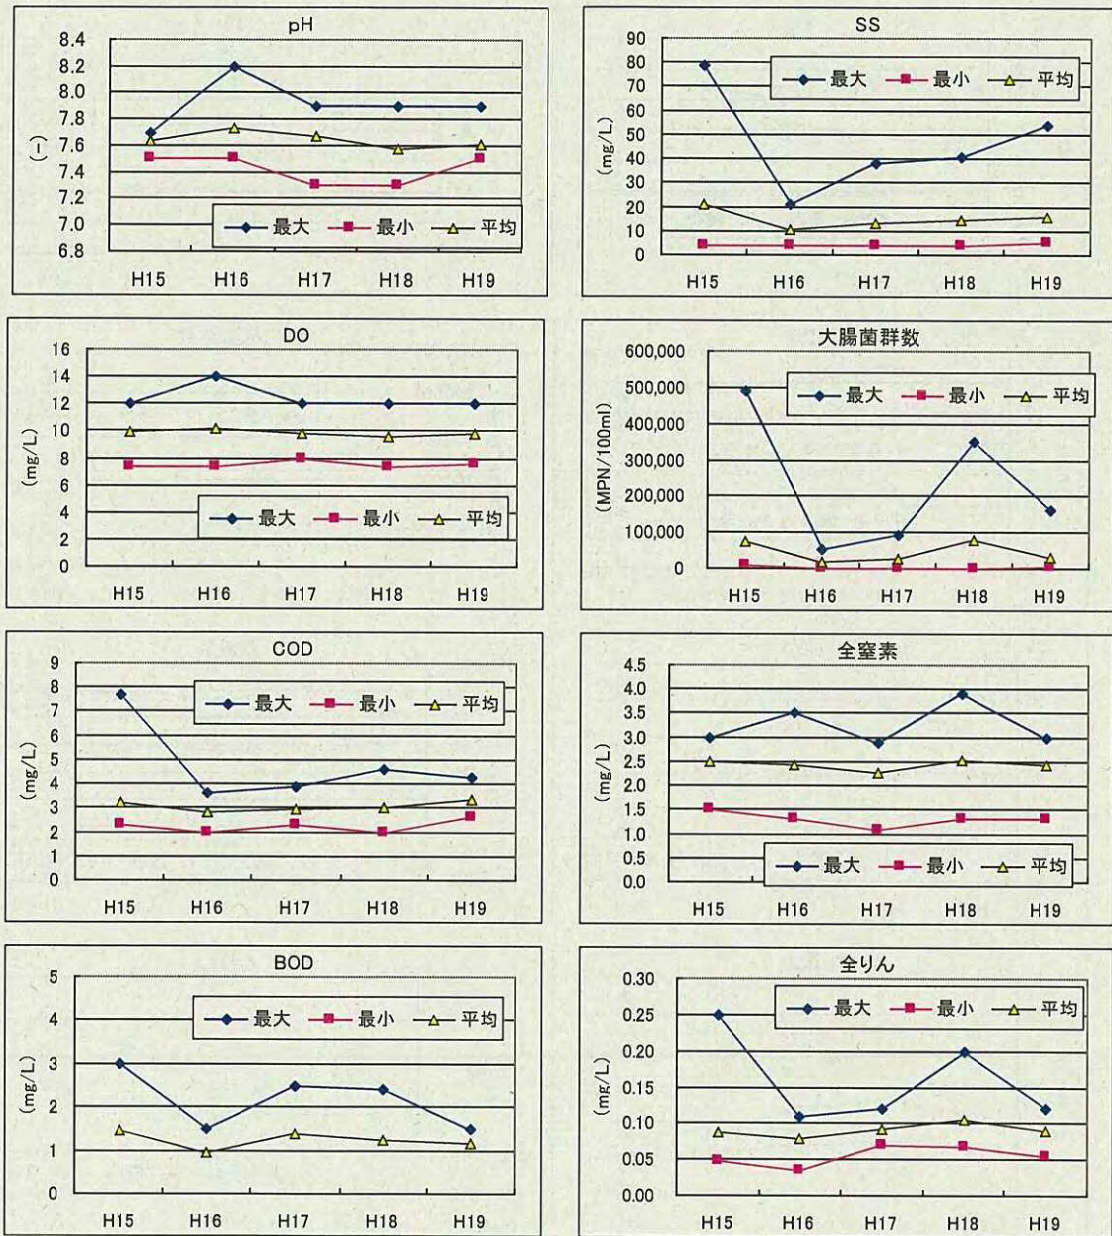 pH
8.4
8.2
8.0
7.8
7.6
7.4
7.2
7.0
6.8
(-)
最大 最小 平均
H15 H16 H17 H18 H19
SS
90
80
70
60
50
40
30
20
10
0
(mg/L)
最大 最小 平均
H15 H16 H17 H18 H19
DO
16
14
12
10
8
6
4
2
0
(mg/L)
最大 最小 平均
H15 H16 H17 H18 H19
大腸菌群数
600,000
500,000
400,000
300,000
200,000
100,000
0
(MPN/100ml)
最大 最小 平均
H15 H16 H17 H18 H19
COD
9
8
7
6
5
4
3
2
1
0
(mg/L)
最大 最小 平均
H15 H16 H17 H18 H19
全窒素
4.5
4.0
3.5
3.0
2.5
2.0
1.5
1.0
0.5
0.0
(mg/L)
最大 最小 平均
H15 H16 H17 H18 H19
BOD
5
4
3
2
1
0
(mg/L)
最大 最小 平均
H15 H16 H17 H18 H19
全りん
0.30
0.25
0.20
0.15
0.10
0.05
0.00
(mg/L)
最大 最小 平均
H15 H16 H17 H18 H19